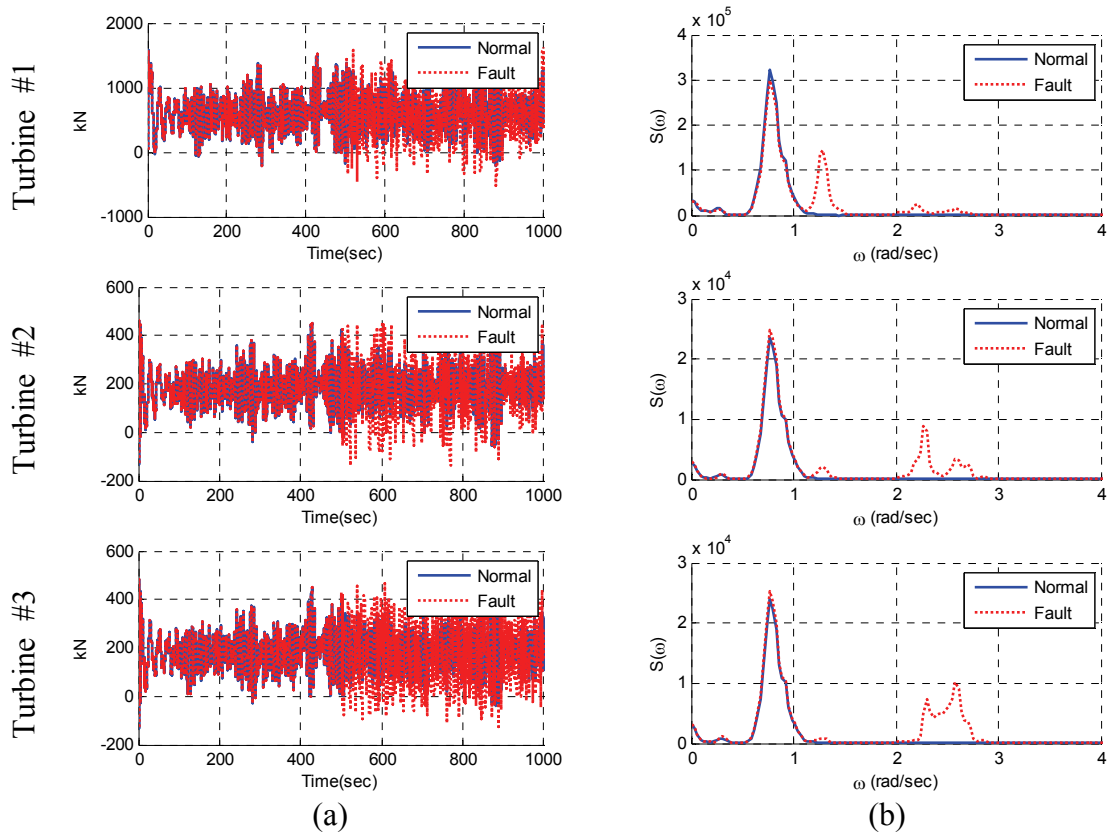 Turbine #1
2000
1000
0
-1000
kN
0 200 400 600 800 1000
Time(sec)
Normal
Fault
x 10^5
4
3
2
1
0
S(ω)
0 1 2 3 4
ω (rad/sec)
Normal
Fault
Turbine #2
600
400
200
0
-200
kN
0 200 400 600 800 1000
Time(sec)
Normal
Fault
x 10^4
3
2
1
0
S(ω)
0 1 2 3 4
ω (rad/sec)
Normal
Fault
Turbine #3
600
400
200
0
-200
kN
0 200 400 600 800 1000
Time(sec)
Normal
Fault
x 10^4
3
2
1
0
S(ω)
0 1 2 3 4
ω (rad/sec)
Normal
Fault
(a) (b)